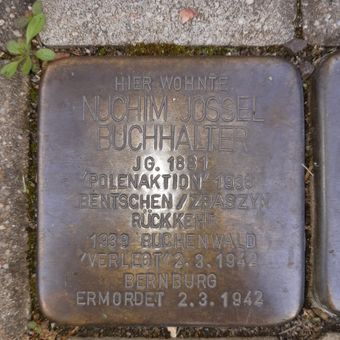 HIER WOHNTE
NUCHIM JOSSEL
BUCHHALTER
JG. 1881
'POLENAKTION' 1938
BENTSCHEN / ZBASZYN
RÜCKKEHR
1939 BUCHENWALD
'VERLEGT' 2.3.1942
BERNBURG
ERMORDET 2.3.1942